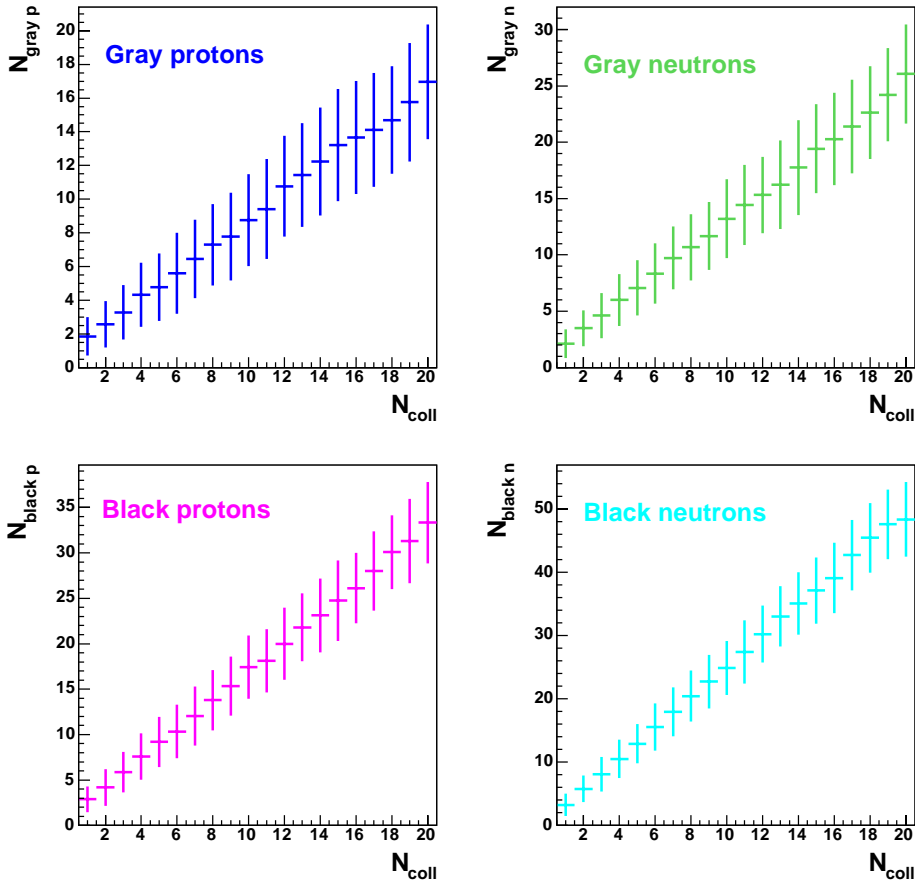 N_gray p
20
18
16
14
12
10
8
6
4
2
0
Gray protons
2 4 6 8 10 12 14 16 18 20
N_coll
N_gray n
30
25
20
15
10
5
0
Gray neutrons
2 4 6 8 10 12 14 16 18 20
N_coll
N_black p
35
30
25
20
15
10
5
0
Black protons
2 4 6 8 10 12 14 16 18 20
N_coll
N_black n
50
40
30
20
10
0
Black neutrons
2 4 6 8 10 12 14 16 18 20
N_coll